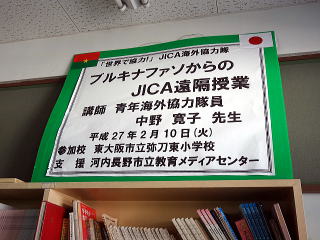 「世界で協力!」 JICA海外協力隊
ブルキナファソからの
JICA遠隔授業
講師 青年海外協力隊員
中野 寛子 先生
平成27年2月10日(火)
参加校 東大阪市立弥刀東小学校
支 援 河内長野市立教育メディアセンター